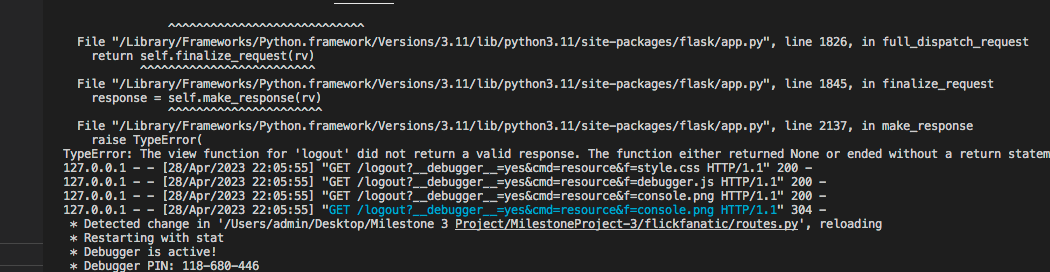 ^^^^^^^^^^^^^^^^^^^^^^^^^^^^
File "/Library/Frameworks/Python.framework/Versions/3.11/lib/python3.11/site-packages/flask/app.py", line 1826, in full_dispatch_request
return self.finalize_request(rv)
^^^^^^^^^^^^^^^^^^^^^^^^^
File "/Library/Frameworks/Python.framework/Versions/3.11/lib/python3.11/site-packages/flask/app.py", line 1845, in finalize_request
response = self.make_response(rv)
^^^^^^^^^^^^^^^^^^^^^^
File "/Library/Frameworks/Python.framework/Versions/3.11/lib/python3.11/site-packages/flask/app.py", line 2137, in make_response
raise TypeError(
TypeError: The view function for 'logout' did not return a valid response. The function either returned None or ended without a return statem
127.0.0.1 - - [28/Apr/2023 22:05:55] "GET /logout?__debugger__=yes&cmd=resource&f=style.css HTTP/1.1" 200 -
127.0.0.1 - - [28/Apr/2023 22:05:55] "GET /logout?__debugger__=yes&cmd=resource&f=debugger.js HTTP/1.1" 200 -
127.0.0.1 - - [28/Apr/2023 22:05:55] "GET /logout?__debugger__=yes&cmd=resource&f=console.png HTTP/1.1" 200 -
127.0.0.1 - - [28/Apr/2023 22:05:55] "GET /logout?__debugger__=yes&cmd=resource&f=console.png HTTP/1.1" 304 -
* Detected change in '/Users/admin/Desktop/Milestone 3 Project/MilestoneProject-3/flickfanatic/routes.py', reloading
* Restarting with stat
* Debugger is active!
* Debugger PIN: 118-680-446